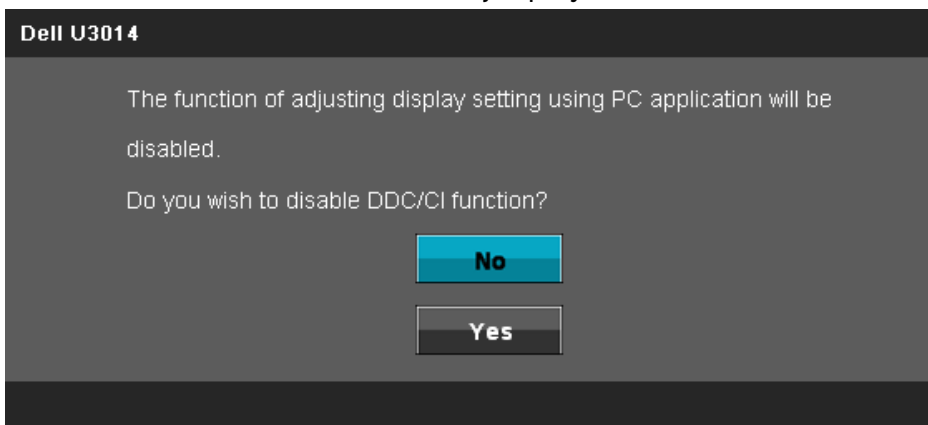 Dell U3014
The function of adjusting display setting using PC application will be
disabled.
Do you wish to disable DDC/CI function?
No
Yes